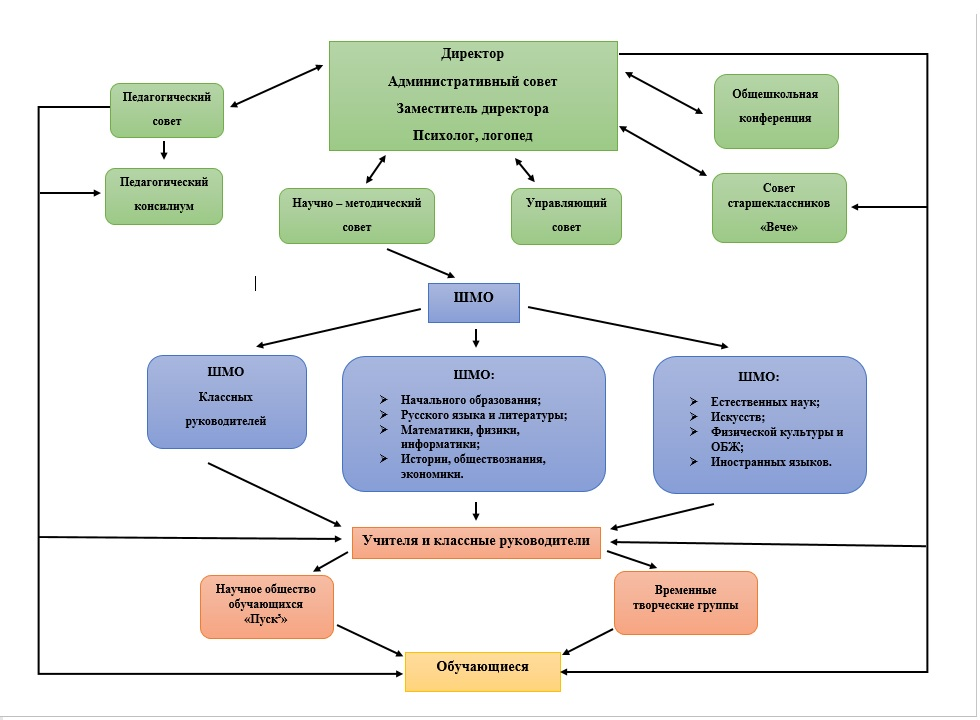 Директор
Административный совет
Заместитель директора
Психолог, логопед
Педагогический
совет
Общешкольная
конференция
Педагогический
консилиум
Научно – методический
совет
Управляющий
совет
Совет
старшеклассников
«Вече»
ШМО
ШМО
Классных
руководителей
ШМО:
Начального образования;
Русского языка и литературы;
Математики, физики,
информатики;
Истории, обществознания,
экономики.
ШМО:
Естественных наук;
Искусств;
Физической культуры и
ОБЖ;
Иностранных языков.
Учителя и классные руководители
Научное общество
обучающихся
«Пуск⁵»
Временные
творческие группы
Обучающиеся